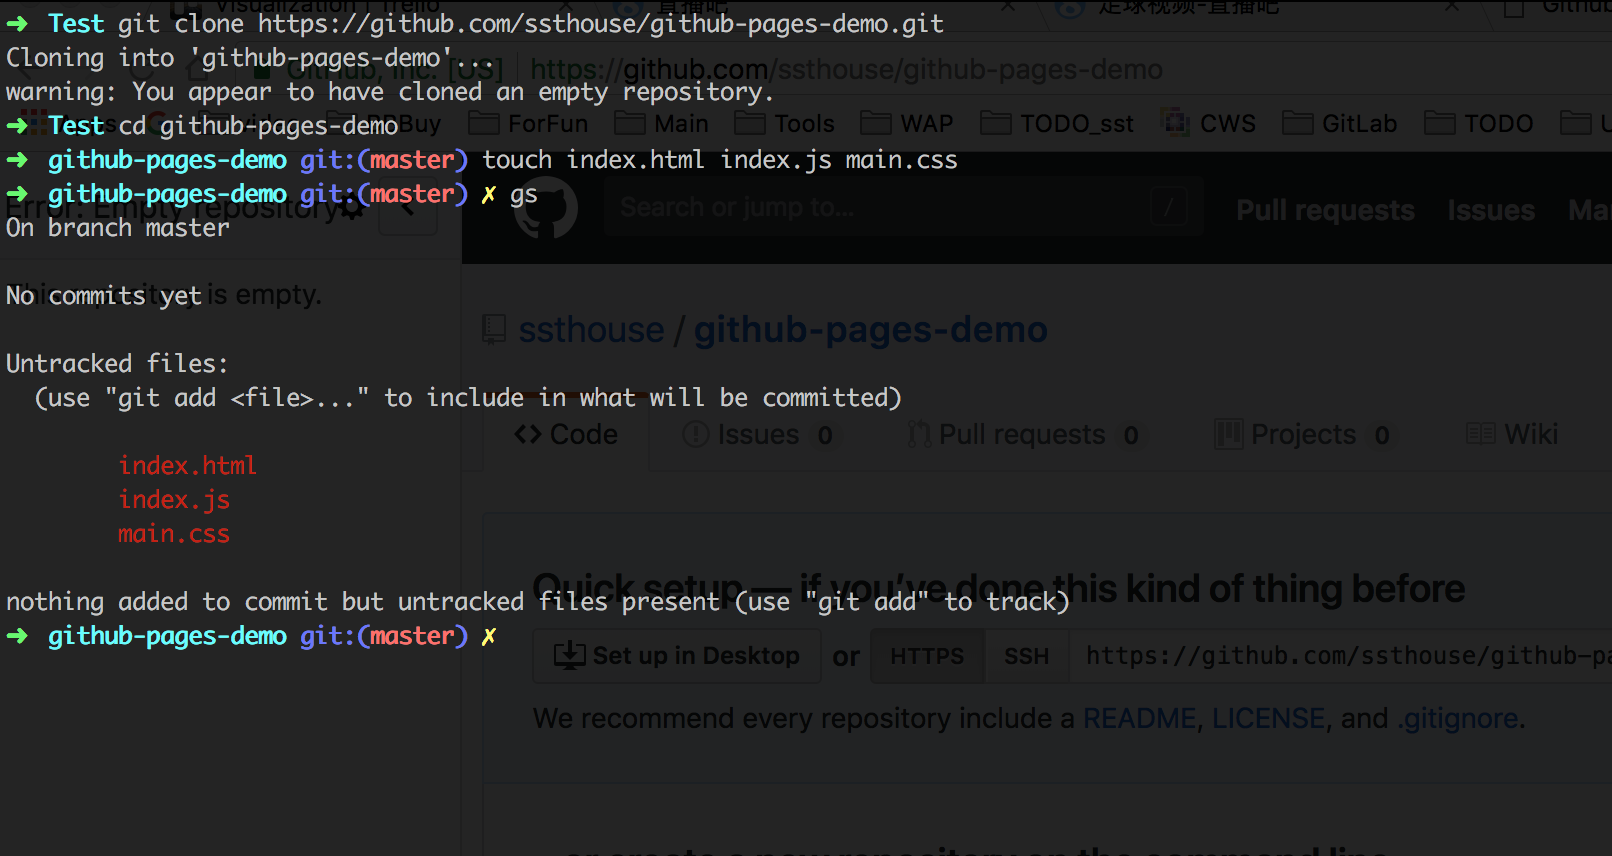 Visualization | Trello
直播吧
足球视频-直播吧
➜ Test git clone https://github.com/ssthouse/github-pages-demo.git
Cloning into 'github-pages-demo'...
GitHub, Inc. [US] https://github.com/ssthouse/github-pages-demo
warning: You appear to have cloned an empty repository.
➜ Test cd github-pages-demo
ForFun Main Tools WAP TODO_sst CWS GitLab TODO
➜ github-pages-demo git:(master) touch index.html index.js main.css
➜ github-pages-demo git:(master) ✗ gs
Error: Empty repository
Search or jump to... /
Pull requests Issues
On branch master
No commits yet
This repository is empty.
ssthouse / github-pages-demo
Untracked files:
(use "git add <file>..." to include in what will be committed)
<> Code Issues 0 Pull requests 0 Projects 0 Wiki
index.html
index.js
main.css
Quick setup — if you've done this kind of thing before
nothing added to commit but untracked files present (use "git add" to track)
➜ github-pages-demo git:(master) ✗
Set up in Desktop or HTTPS SSH https://github.com/ssthouse/github-pa
We recommend every repository include a README, LICENSE, and .gitignore.